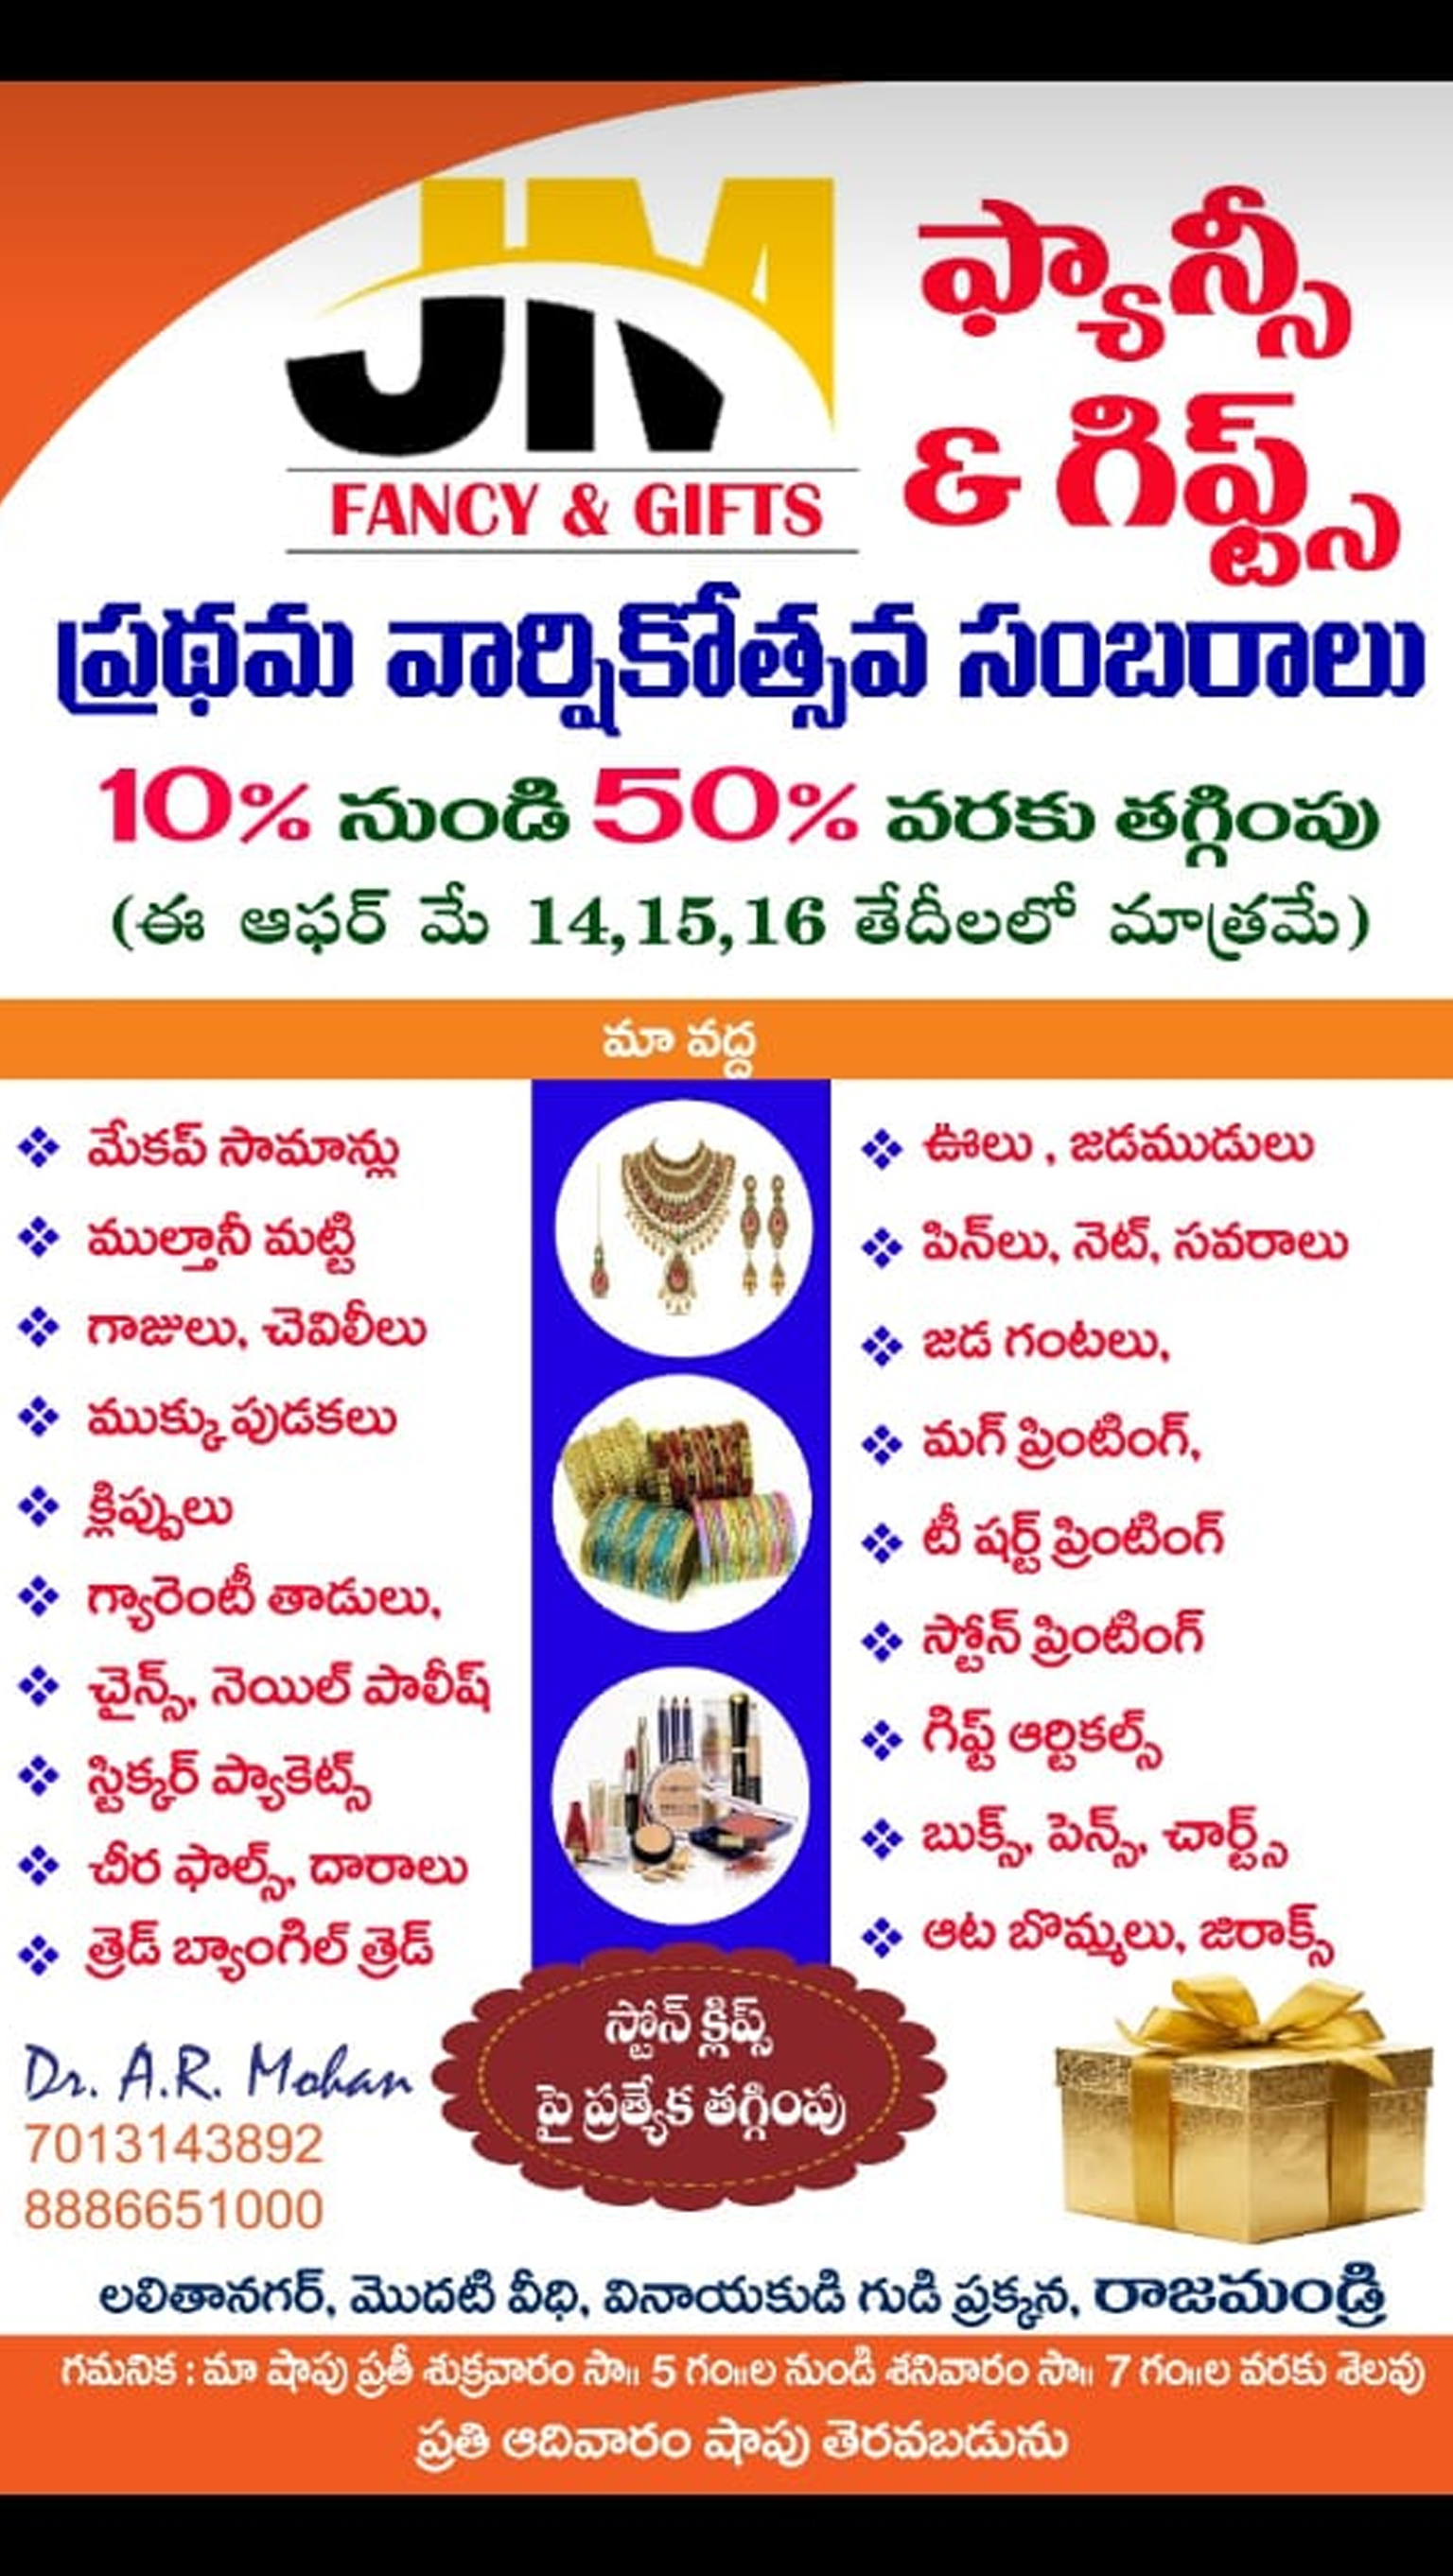 JM
FANCY & GIFTS
ఫ్యాన్సీ
& గిఫ్ట్స్
ప్రథమ వార్షికోత్సవ సంబరాలు
10% నుండి 50% వరకు తగ్గింపు
(ఈ ఆఫర్ మే 14,15,16 తేదీలలో మాత్రమే)
మా వద్ద
మేకప్ సామాన్లు
ముల్తానీ మట్టి
గాజులు, చెవిలీలు
ముక్కుపుడకలు
క్లిప్పులు
గ్యారెంటీ తాడులు,
చైన్స్, నెయిల్ పాలీష్
స్టిక్కర్ ప్యాకెట్స్
చీర ఫాల్స్, దారాలు
త్రెడ్ బ్యాంగిల్ త్రెడ్
ఊలు , జడముడులు
పిన్‌లు, నెట్, సవరాలు
జడ గంటలు,
మగ్ ప్రింటింగ్,
టీ షర్ట్ ప్రింటింగ్
స్టోన్ ప్రింటింగ్
గిఫ్ట్ ఆర్టికల్స్
బుక్స్, పెన్స్, చార్ట్స్
ఆట బొమ్మలు, జిరాక్స్
స్టోన్ క్లిప్స్
పై ప్రత్యేక తగ్గింపు
Dr. A.R. Mohan
7013143892
8886651000
లలితానగర్, మొదటి వీధి, వినాయకుడి గుడి ప్రక్కన, రాజమండ్రి
గమనిక : మా షాపు ప్రతీ శుక్రవారం సా॥ 5 గం॥ల నుండి శనివారం సా॥ 7 గం॥ల వరకు శెలవు
ప్రతి ఆదివారం షాపు తెరవబడును